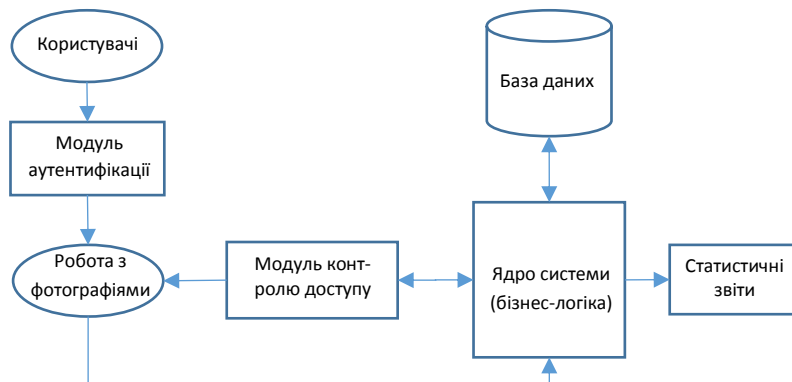 Користувачі
База даних
Модуль
аутентифікації
Робота з
фотографіями
Модуль конт-
ролю доступу
Ядро системи
(бізнес-логіка)
Статистичні
звіти